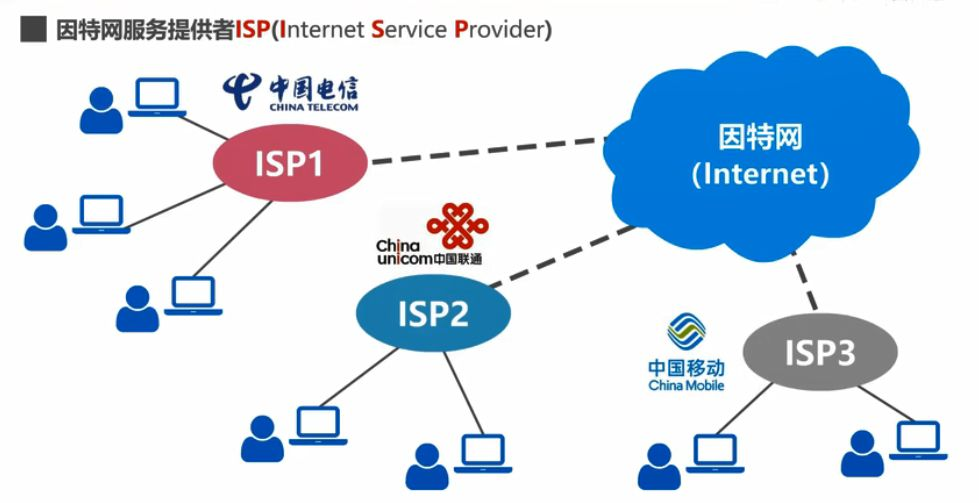 因特网服务提供者ISP(Internet Service Provider)
中国电信
CHINA TELECOM
ISP1
因特网
(Internet)
China
unicom中国联通
ISP2
中国移动
China Mobile
ISP3